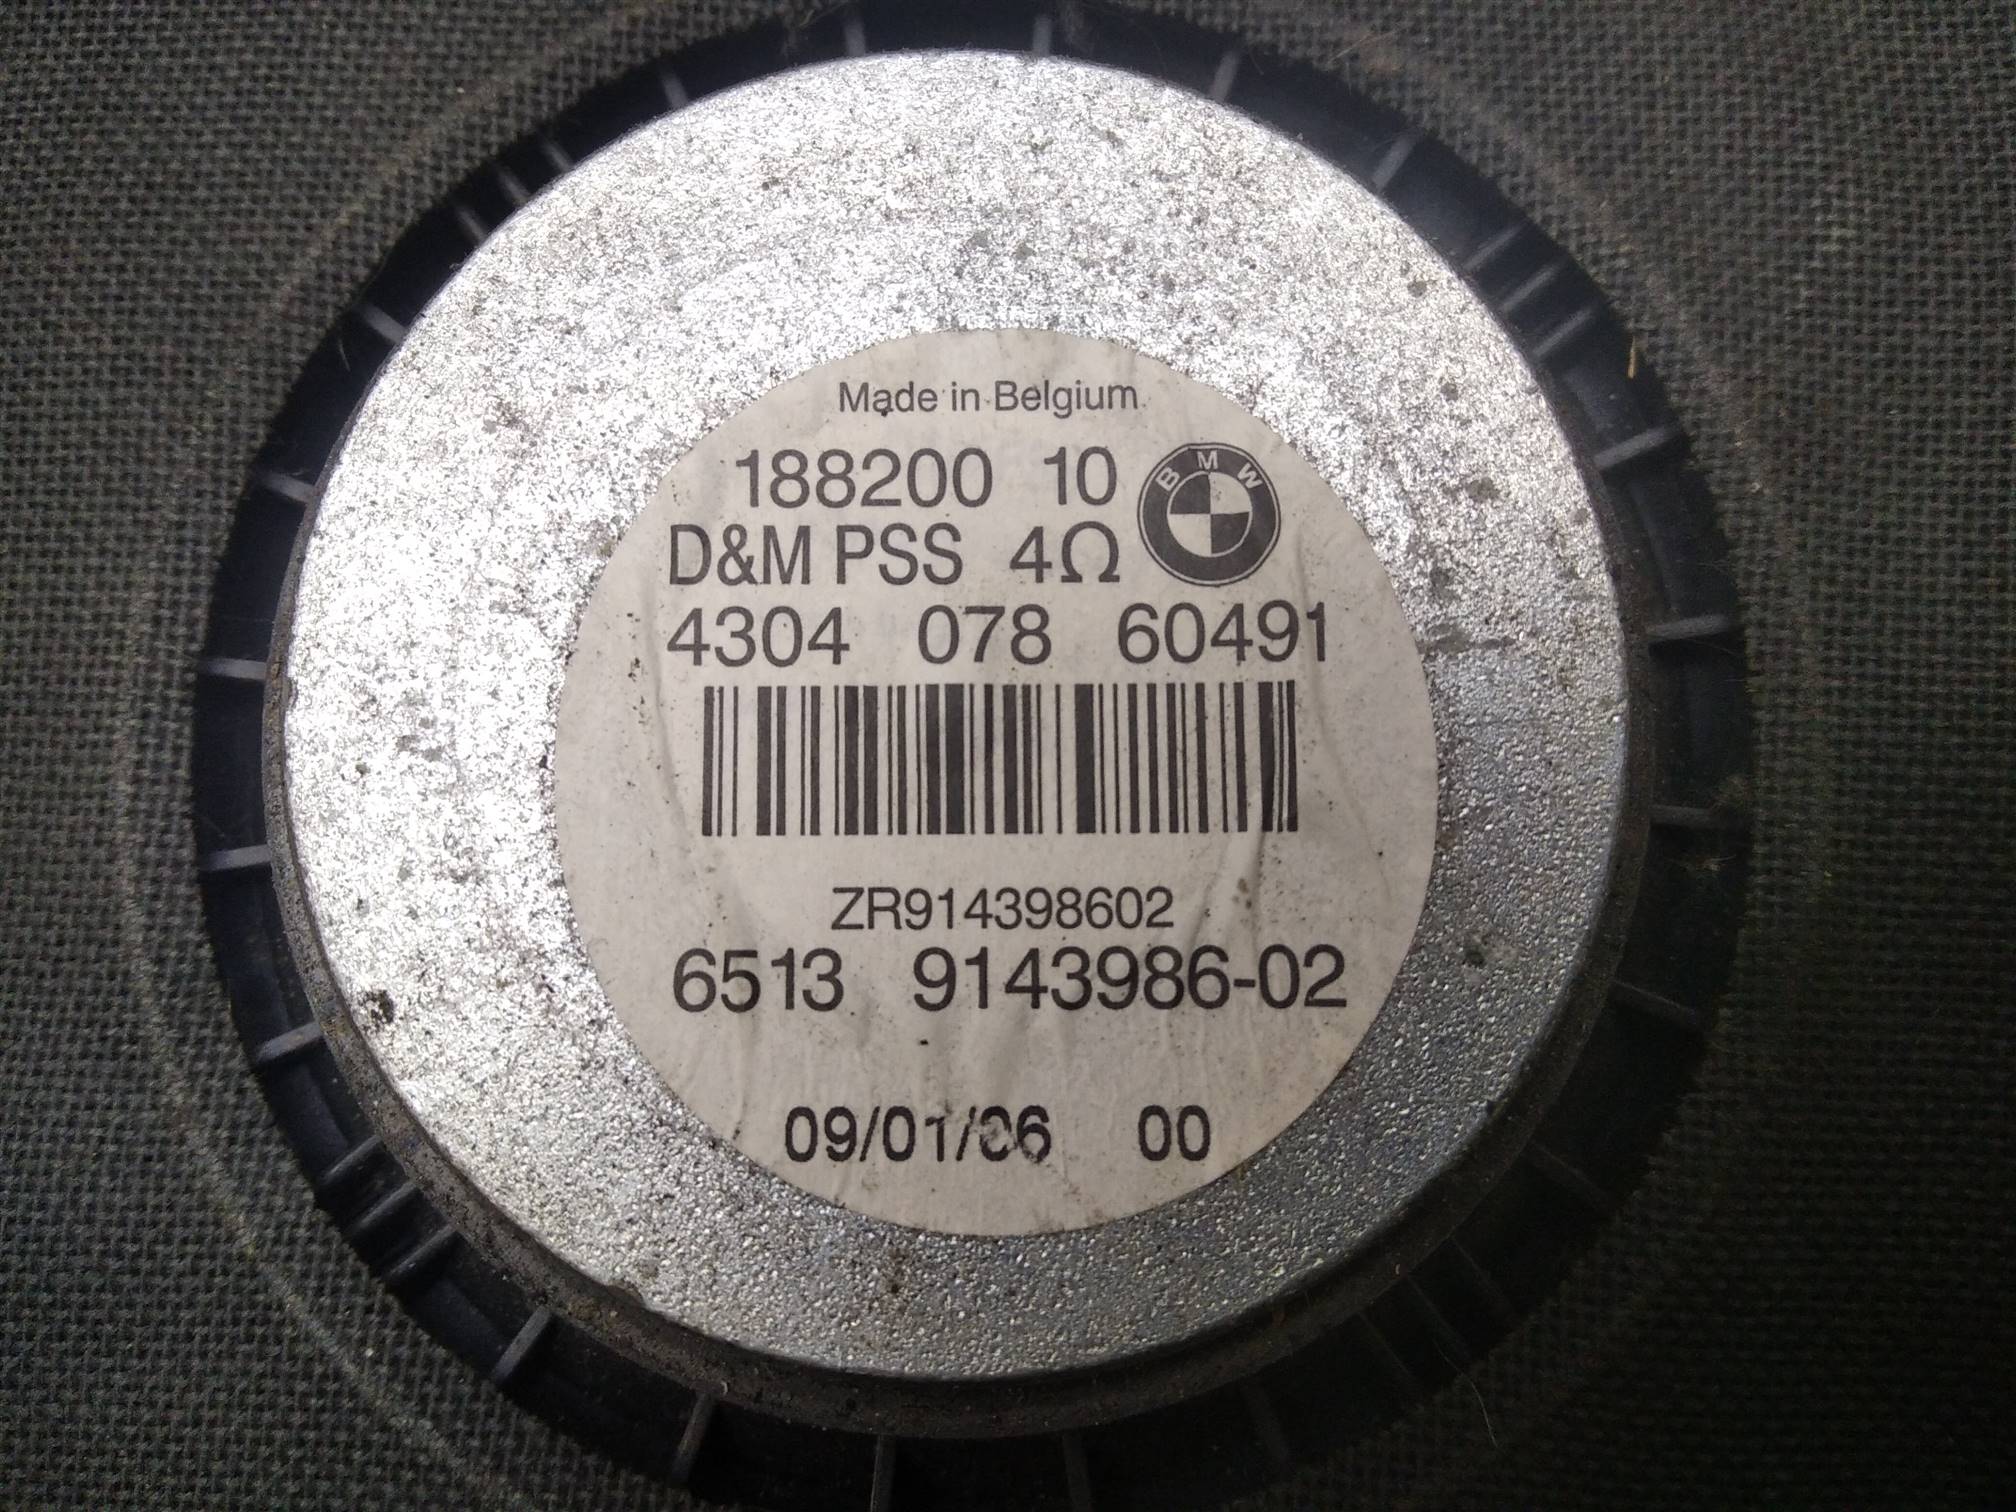 Made in Belgium
188200 10
BMW
D&M PSS 4Ω
4304 078 60491
ZR914398602
6513 9143986-02
09/01/06 00